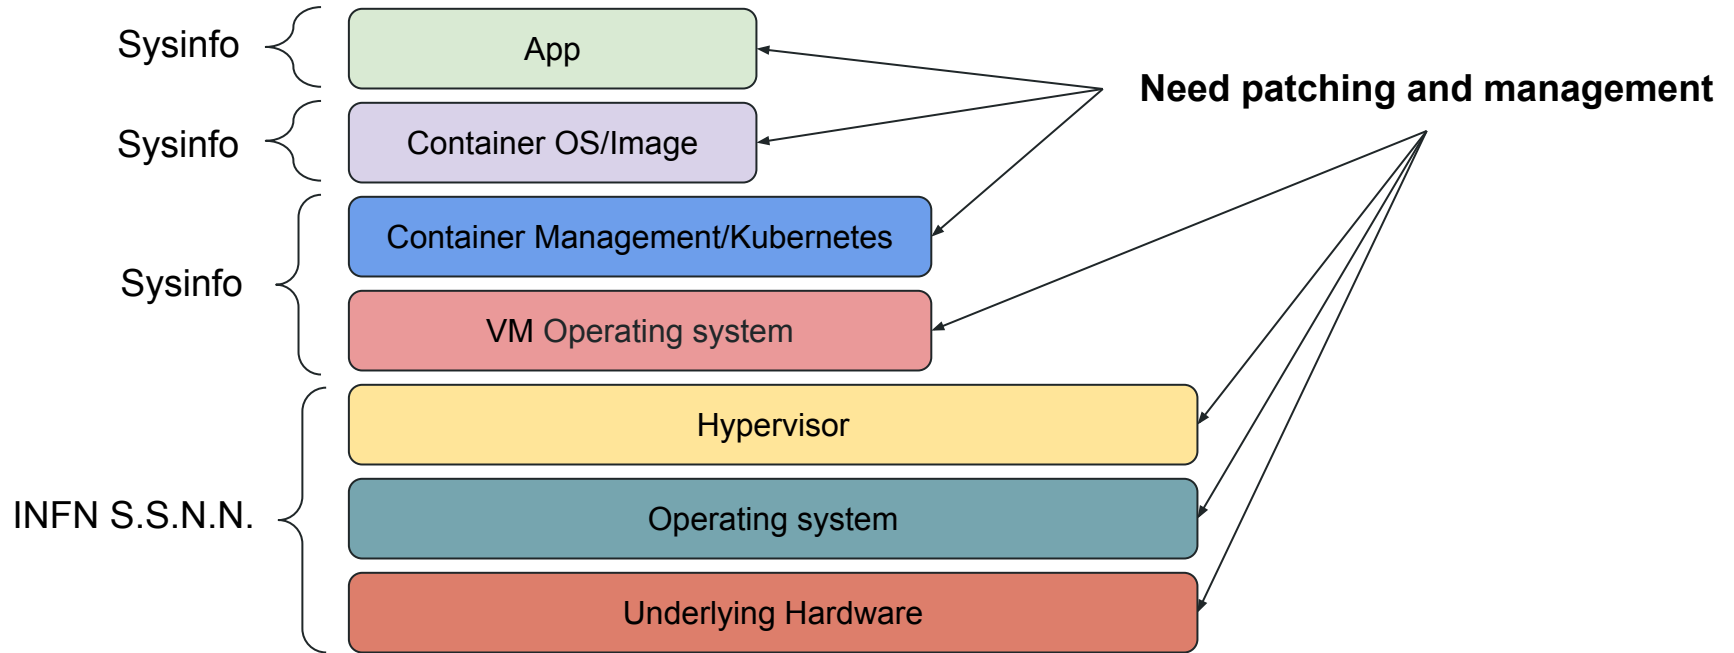 Sysinfo
App
Need patching and management
Sysinfo
Container OS/Image
Container Management/Kubernetes
Sysinfo
VM Operating system
Hypervisor
INFN S.S.N.N.
Operating system
Underlying Hardware